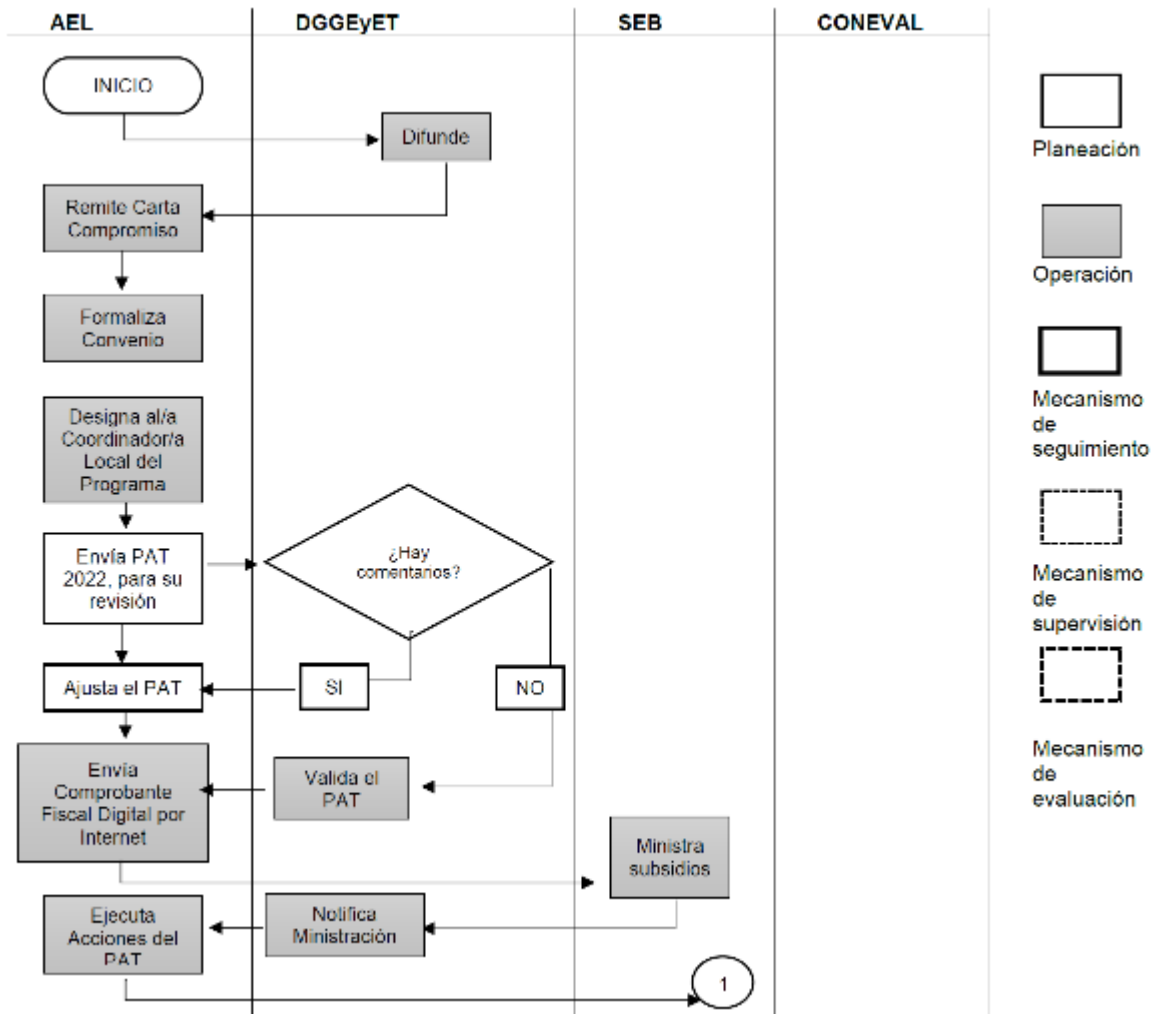 AEL DGGEyET SEB CONEVAL
INICIO
Difunde
Remite Carta
Compromiso
Formaliza
Convenio
Designa al/a
Coordinador/a
Local del
Programa
Envía PAT
2022, para su
revisión
¿Hay
comentarios?
Ajusta el PAT
SI
NO
Envía
Comprobante
Fiscal Digital por
Internet
Valida el
PAT
Ministra
subsidios
Ejecuta
Acciones del
PAT
Notifica
Ministración
1
Planeación
Operación
Mecanismo
de
seguimiento
Mecanismo
de
supervisión
Mecanismo
de
evaluación